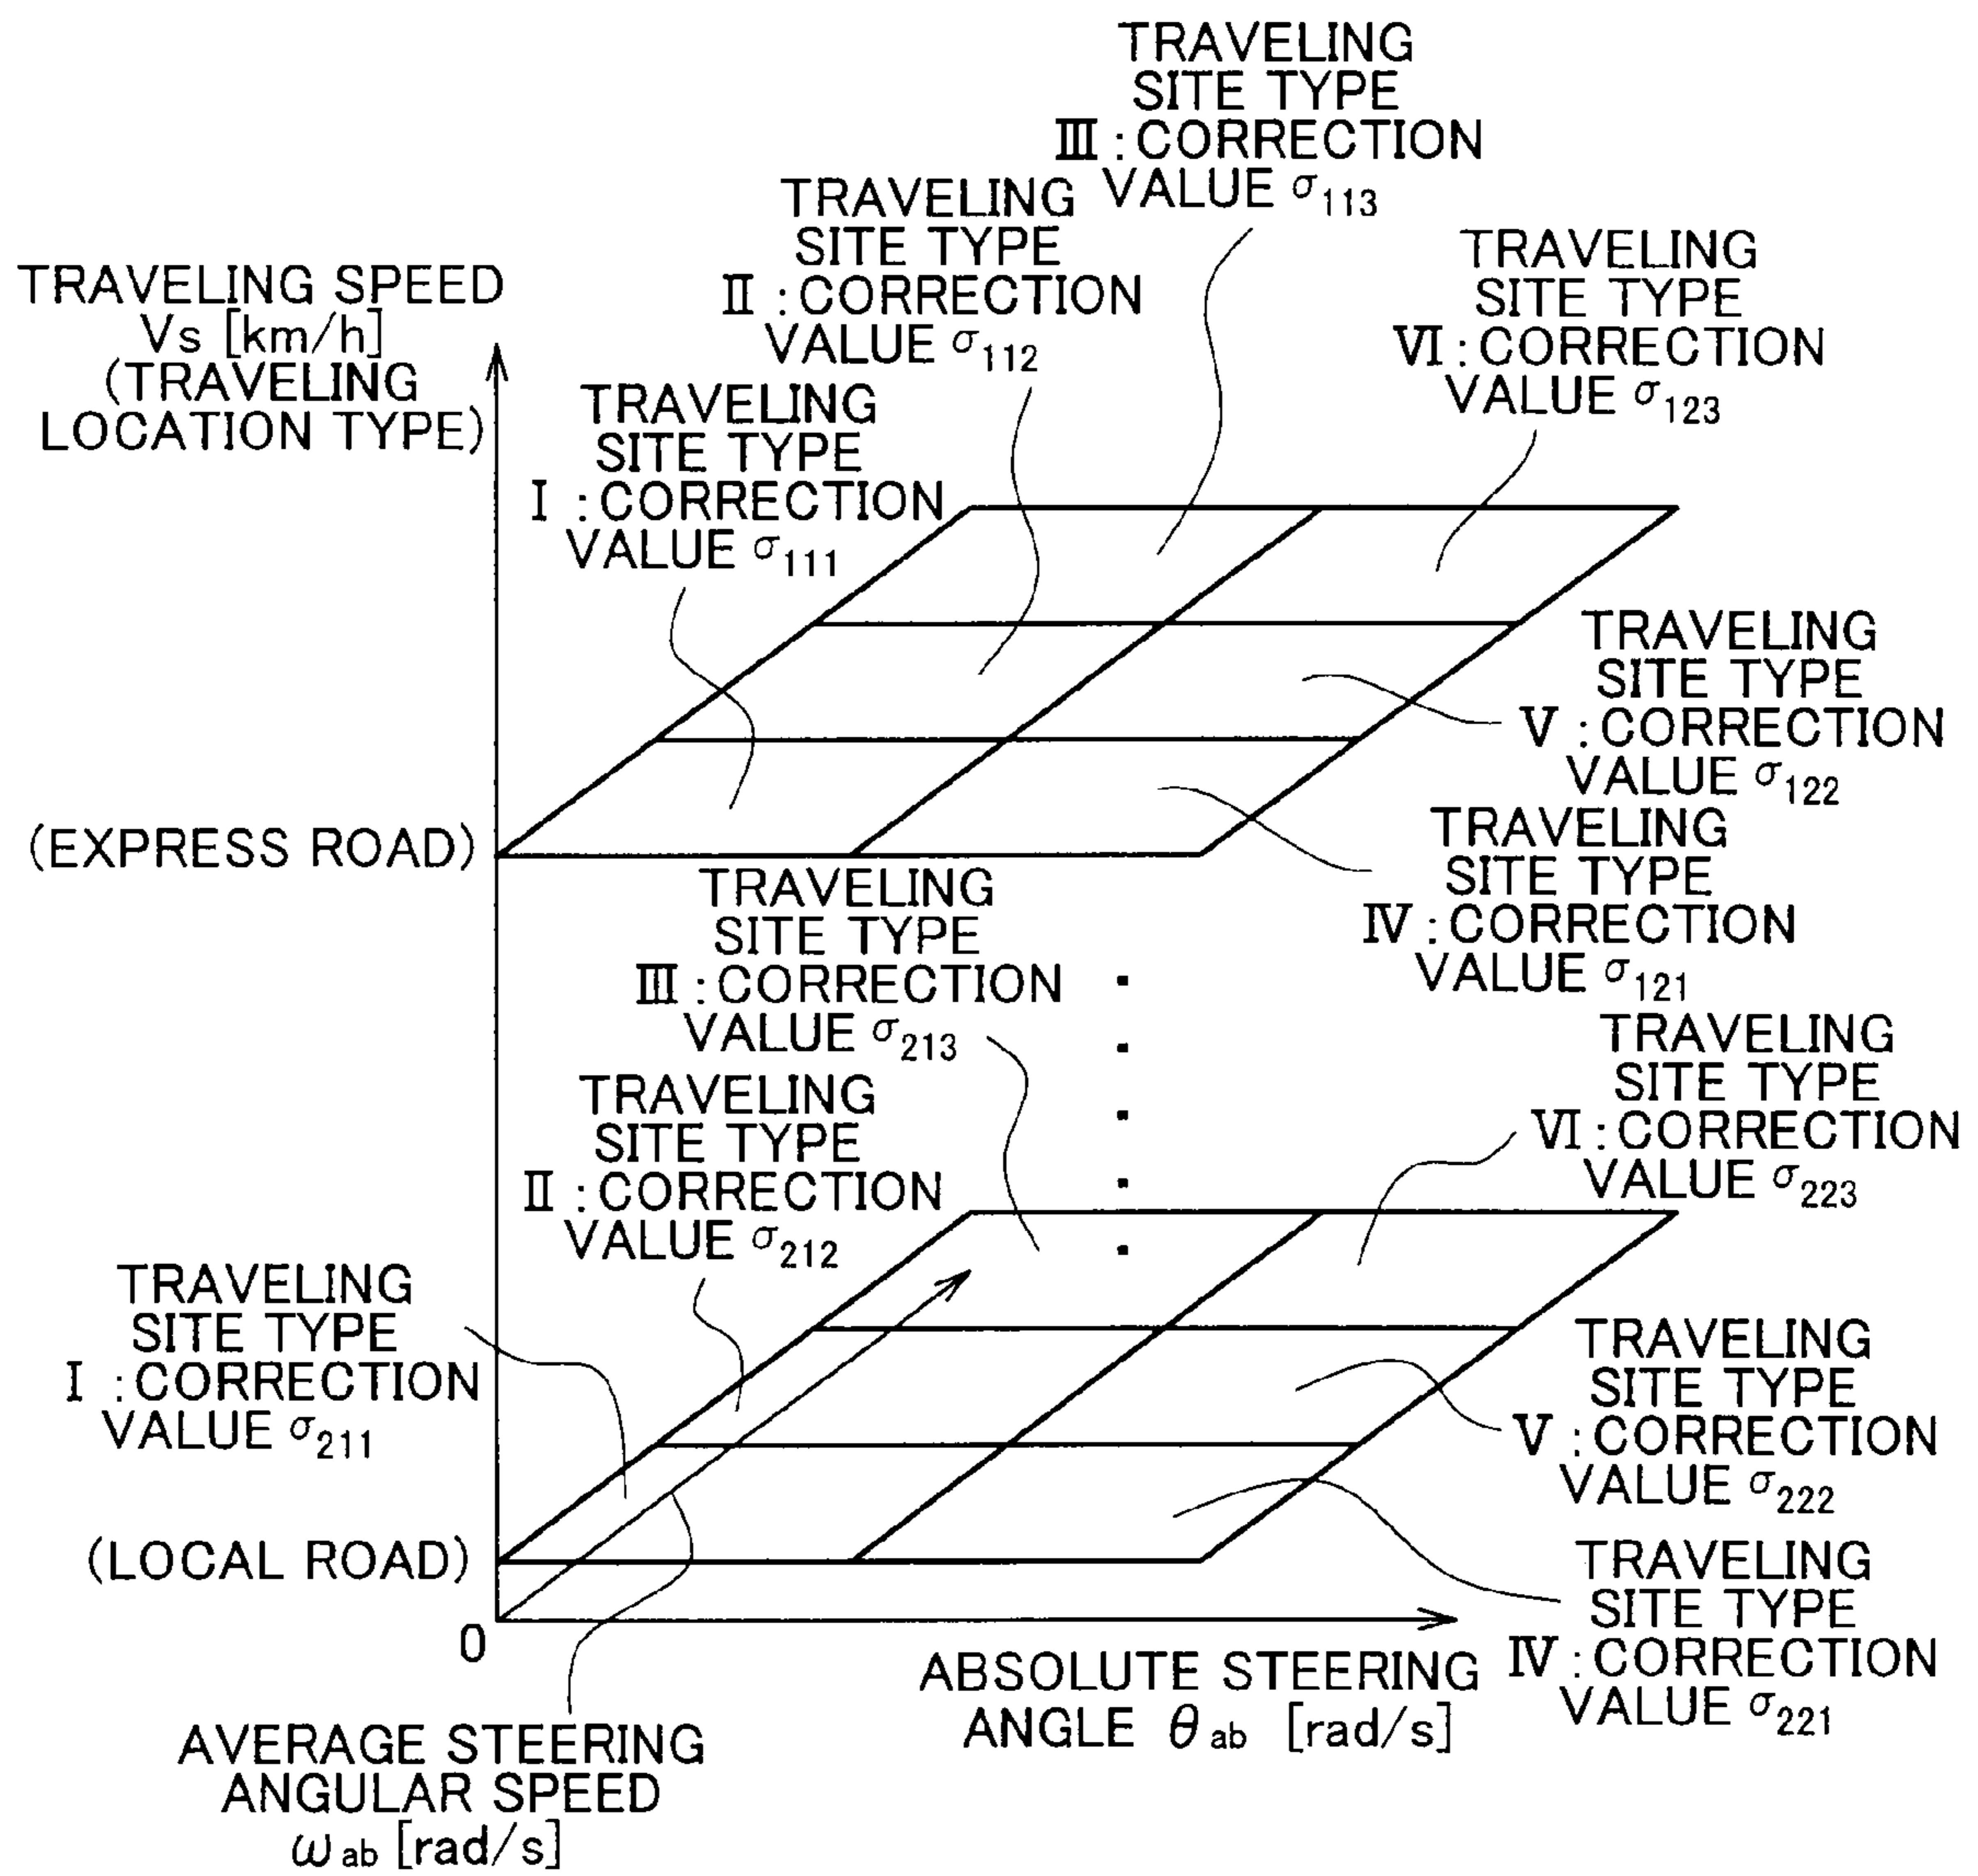 TRAVELING
SITE TYPE
Ⅲ : CORRECTION
VALUE σ113
TRAVELING
SITE TYPE
Ⅱ : CORRECTION
VALUE σ112
TRAVELING
SITE TYPE
Ⅵ : CORRECTION
VALUE σ123
TRAVELING SPEED
Vs [km/h]
(TRAVELING
LOCATION TYPE)
TRAVELING
SITE TYPE
Ⅰ : CORRECTION
VALUE σ111
TRAVELING
SITE TYPE
Ⅴ : CORRECTION
VALUE σ122
(EXPRESS ROAD)
TRAVELING
SITE TYPE
Ⅳ : CORRECTION
VALUE σ121
TRAVELING
SITE TYPE
Ⅲ : CORRECTION
VALUE σ213
TRAVELING
SITE TYPE
Ⅵ : CORRECTION
VALUE σ223
TRAVELING
SITE TYPE
Ⅱ : CORRECTION
VALUE σ212
TRAVELING
SITE TYPE
Ⅰ : CORRECTION
VALUE σ211
TRAVELING
SITE TYPE
Ⅴ : CORRECTION
VALUE σ222
(LOCAL ROAD)
TRAVELING
SITE TYPE
Ⅳ : CORRECTION
VALUE σ221
0
ABSOLUTE STEERING
ANGLE θab [rad/s]
AVERAGE STEERING
ANGULAR SPEED
ωab [rad/s]